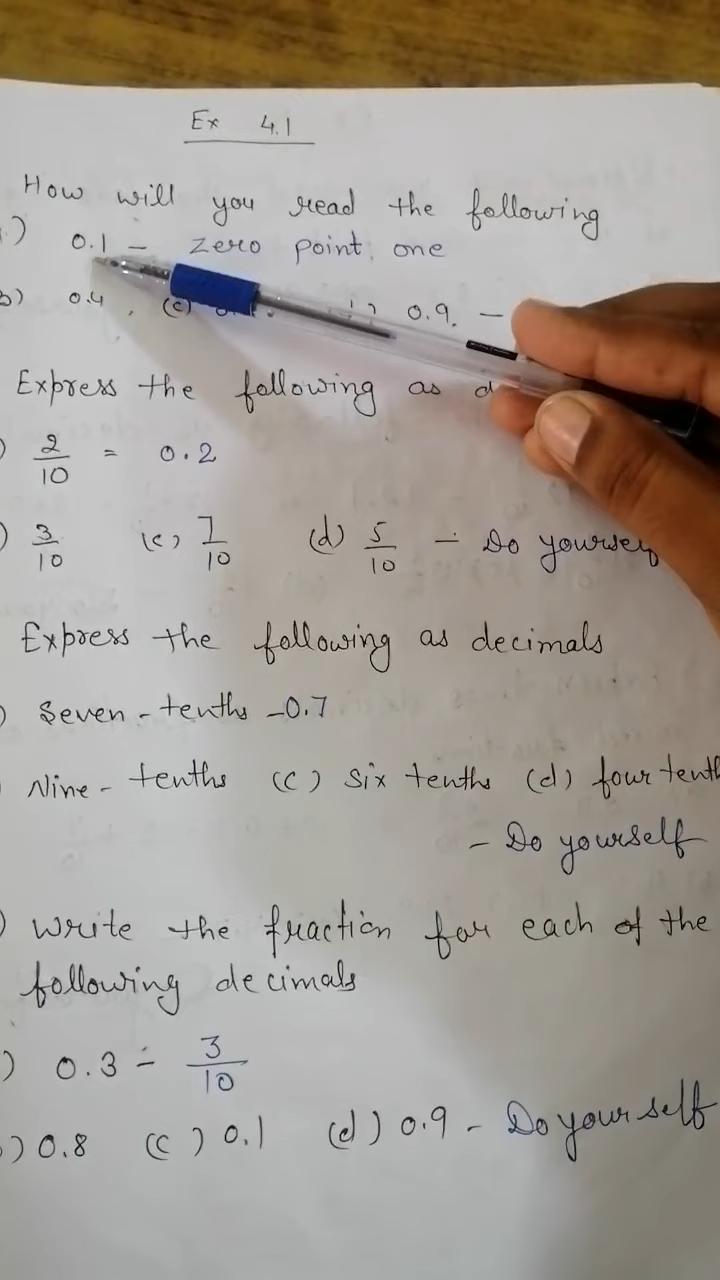 Ex 4.1
How will you read the following
.) 0.1 - zero point one
b) 0.4, (c) 0.9. -
Express the following as d
) 2/10 = 0.2
) 3/10 (c) 7/10 (d) 5/10 - Do yourself
Express the following as decimals
) Seven-tenths -0.7
Nine-tenths (c) six tenths (d) four tenth
- Do yourself
) write the fraction for each of the
following decimals
) 0.3 - 3/10
) 0.8 (c) 0.1 (d) 0.9 - Do yourself